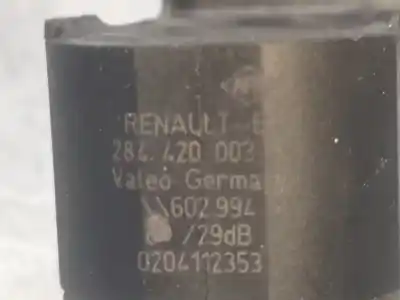 RENAULT-E
284.420 003
Valeo Germa
602.994
/29dB
0204112353